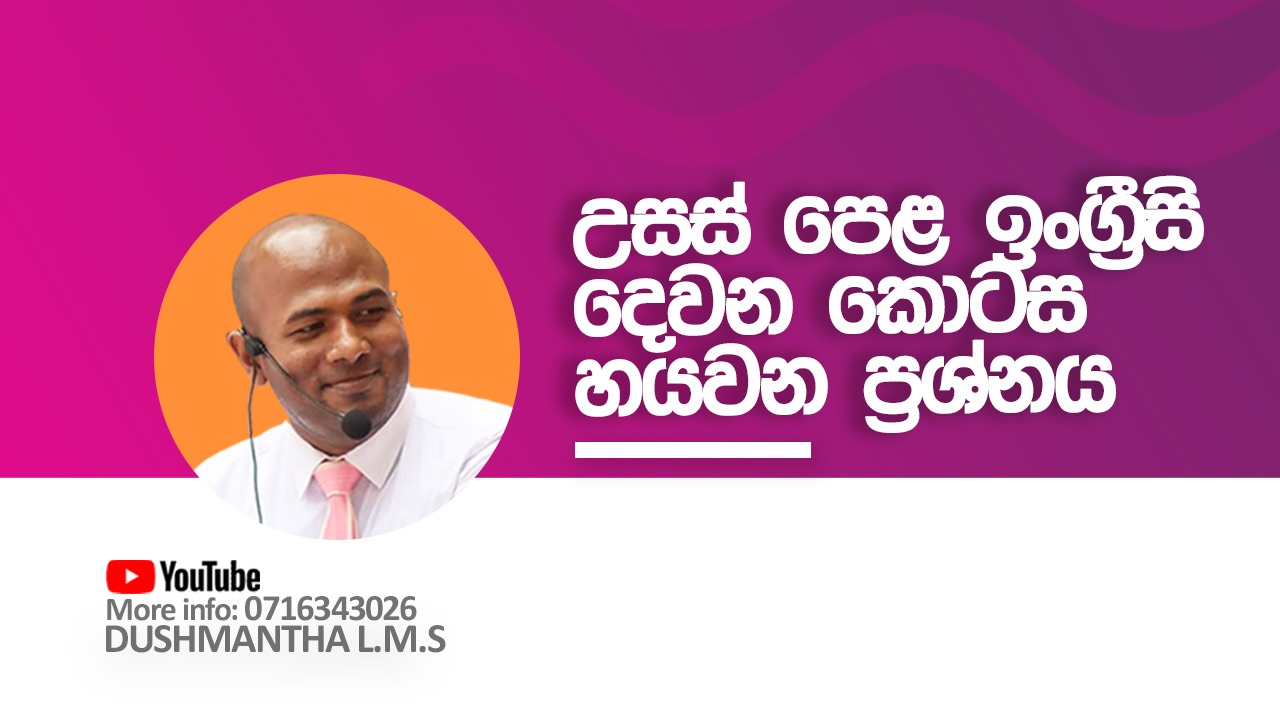 උසස් පෙළ ඉංග්‍රීසි
දෙවන කොටස
හයවන ප්‍රශ්නය
YouTube
More info: 0716343026
DUSHMANTHA L.M.S